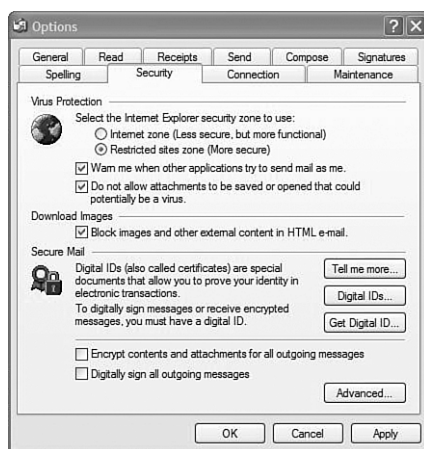 Options
General Read Receipts Send Compose Signatures
Spelling Security Connection Maintenance
Virus Protection
Select the Internet Explorer security zone to use:
Internet zone (Less secure, but more functional)
Restricted sites zone (More secure)
Warn me when other applications try to send mail as me.
Do not allow attachments to be saved or opened that could
potentially be a virus.
Download Images
Block images and other external content in HTML e-mail.
Secure Mail
Digital IDs (also called certificates) are special
documents that allow you to prove your identity in
electronic transactions.
Tell me more...
Digital IDs...
To digitally sign messages or receive encrypted
messages, you must have a digital ID.
Get Digital ID...
Encrypt contents and attachments for all outgoing messages
Digitally sign all outgoing messages
Advanced...
OK Cancel Apply